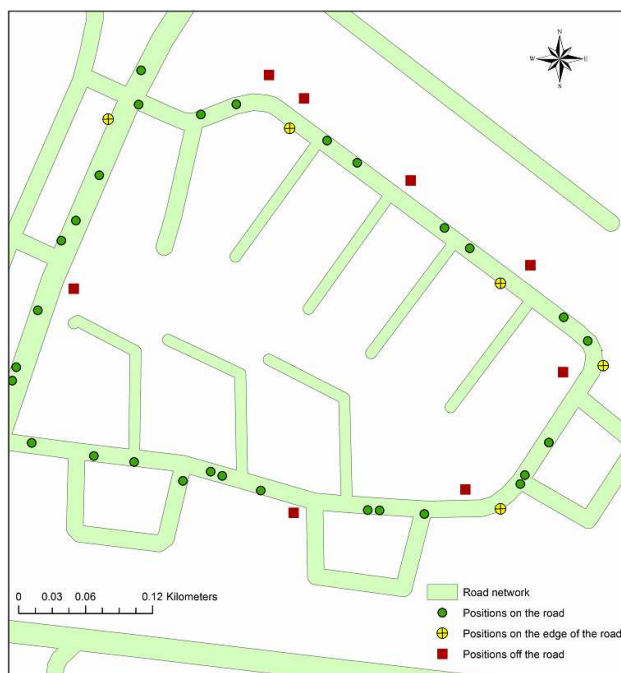 N
W E
S
0 0.03 0.06 0.12 Kilometers
Road network
Positions on the road
Positions on the edge of the road
Positions off the road